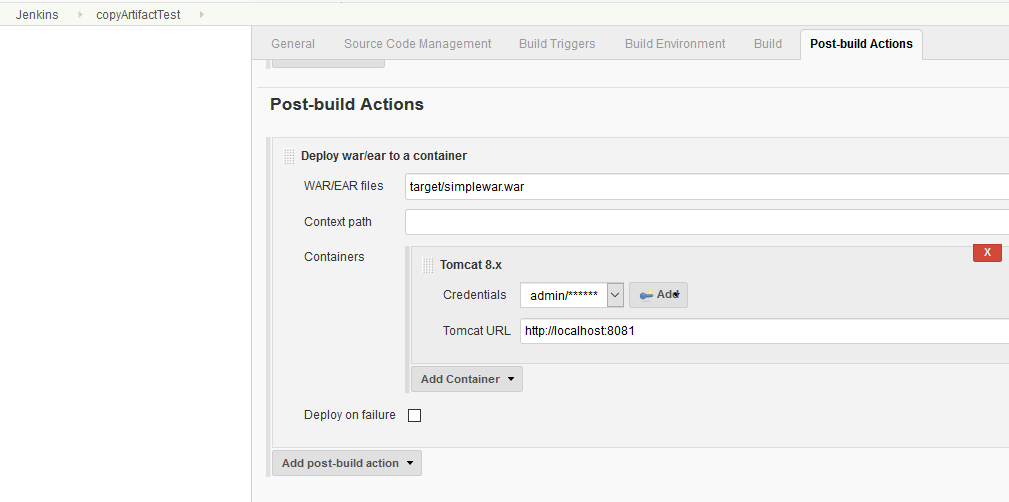 Jenkins copyArtifactTest
General Source Code Management Build Triggers Build Environment Build Post-build Actions
Post-build Actions
Deploy war/ear to a container
WAR/EAR files target/simplewar.war
Context path
Containers
Tomcat 8.x X
Credentials admin/****** Add
Tomcat URL http://localhost:8081
Add Container
Deploy on failure
Add post-build action